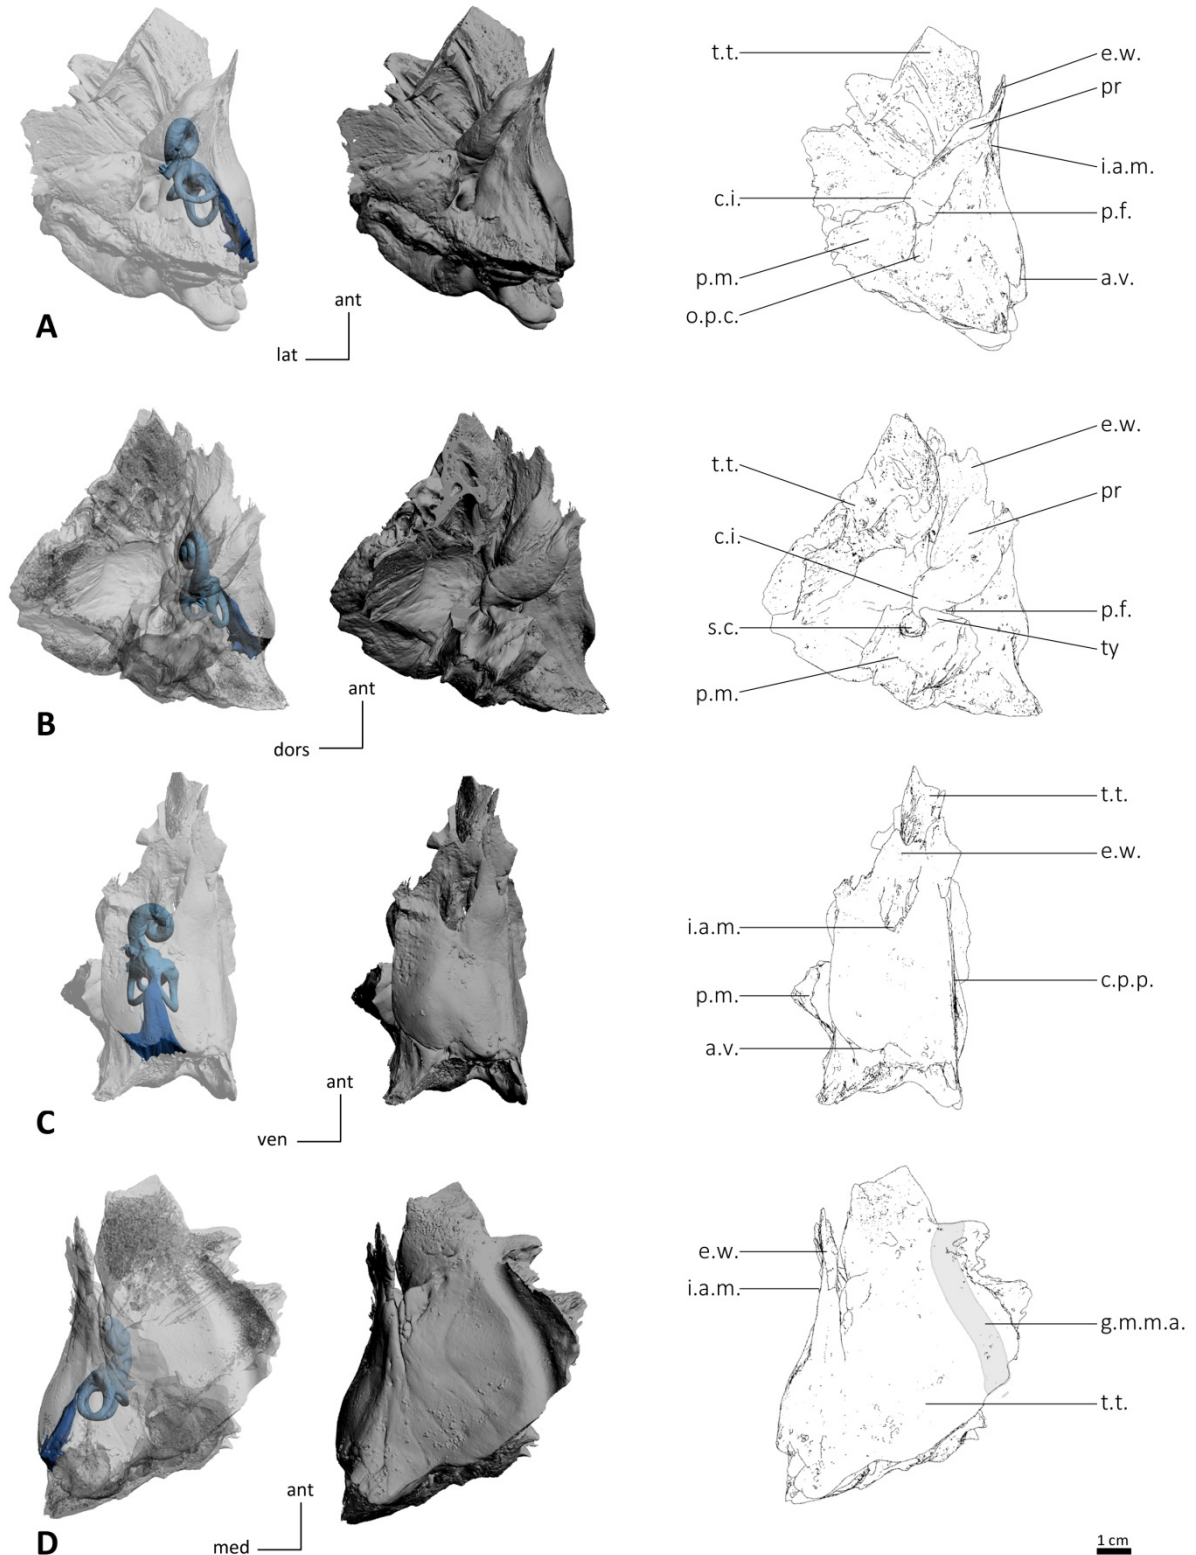 t.t.
e.w.
pr
i.a.m.
c.i.
p.f.
p.m.
a.v.
o.p.c.
ant
lat
A
e.w.
t.t.
pr
c.i.
p.f.
s.c.
ty
p.m.
ant
dors
B
t.t.
e.w.
i.a.m.
c.p.p.
p.m.
a.v.
ant
ven
C
e.w.
i.a.m.
g.m.m.a.
t.t.
ant
med
D
1 cm